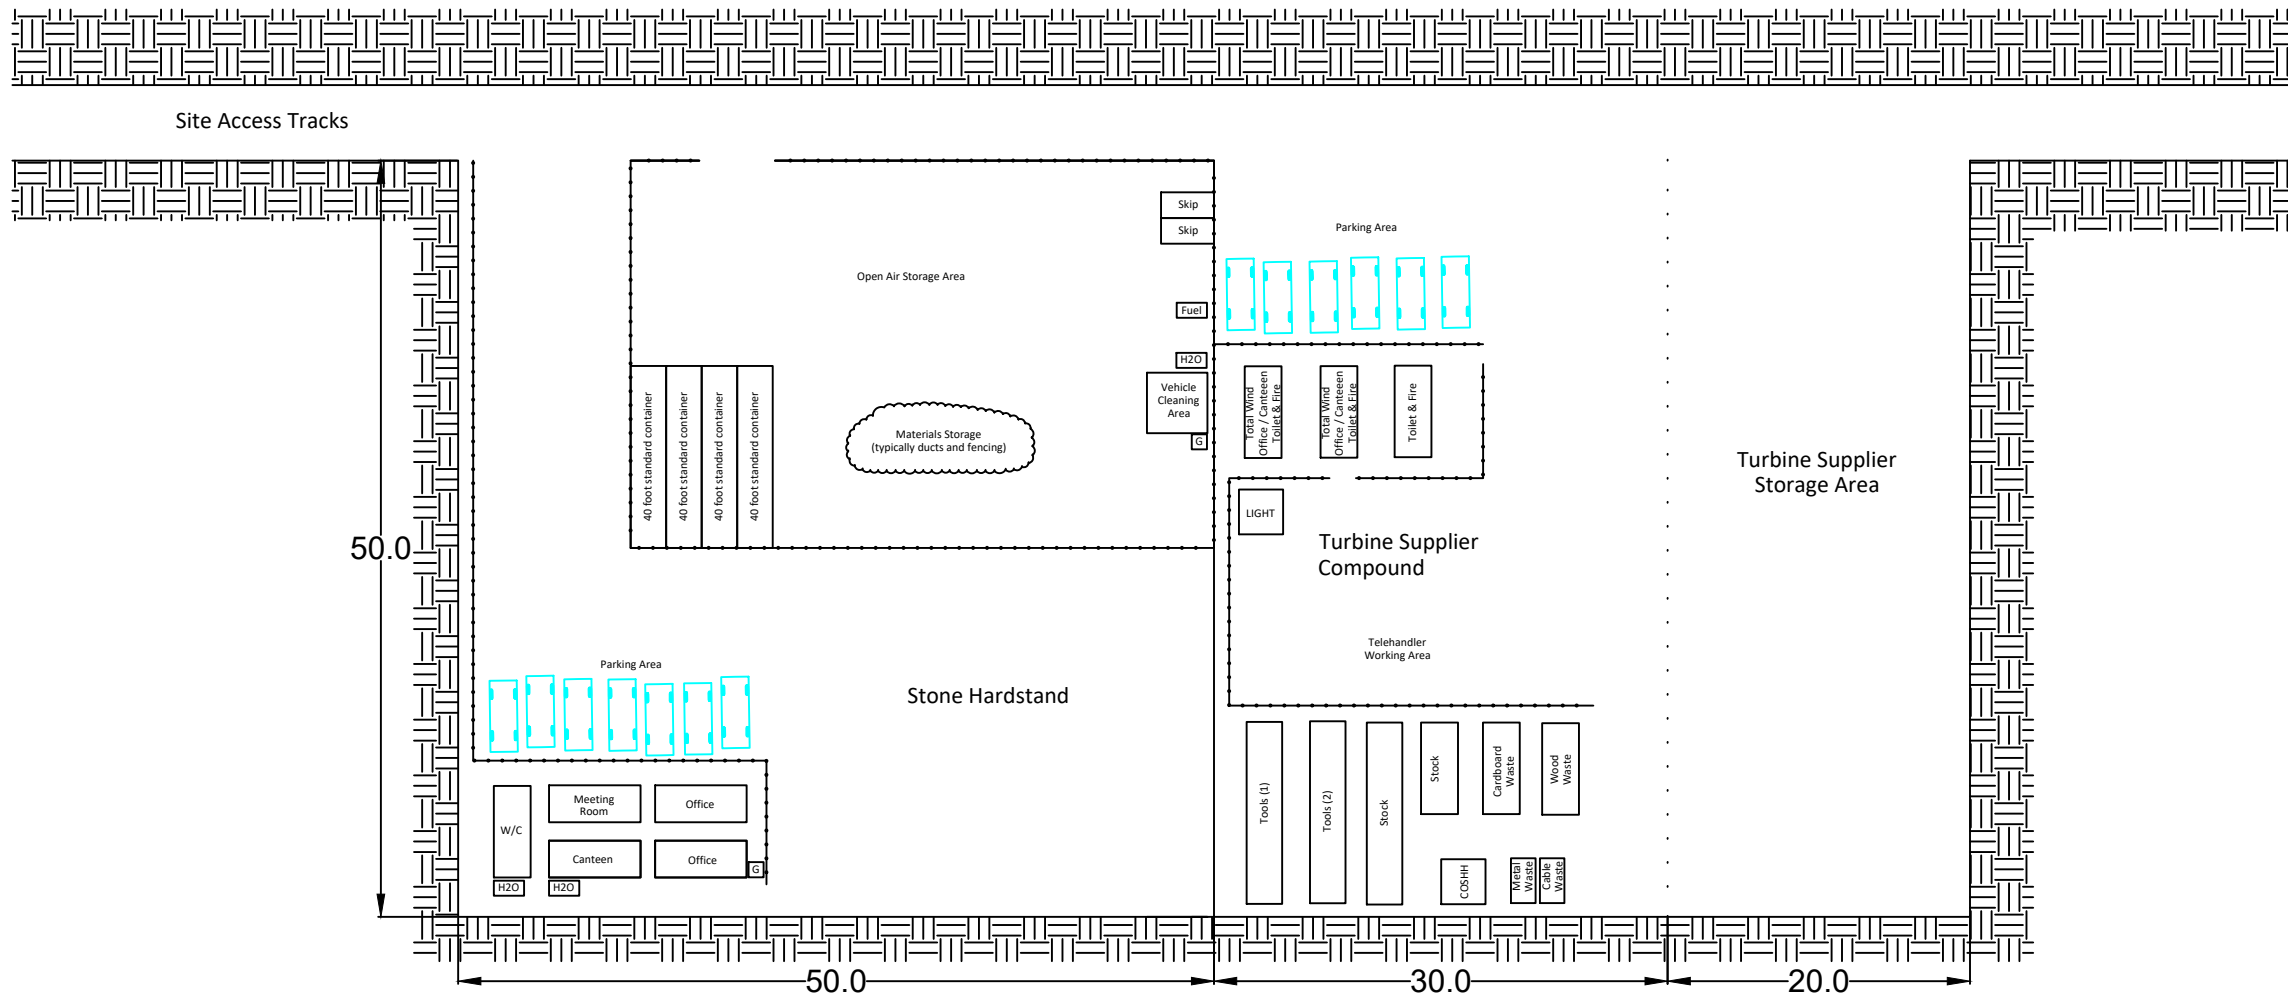 Site Access Tracks
Skip
Skip
Parking Area
Open Air Storage Area
Fuel
H2O
Vehicle
Cleaning
Area
G
40 foot standard container
40 foot standard container
40 foot standard container
40 foot standard container
Materials Storage
(typically ducts and fencing)
Total Wind
Office / Canteeen
Toilet & Fire
Total Wind
Office / Canteeen
Toilet & Fire
Toilet & Fire
Turbine Supplier
Storage Area
LIGHT
Turbine Supplier
Compound
50.0
Telehandler
Working Area
Parking Area
Stone Hardstand
W/C
Meeting
Room
Office
Canteen
Office
G
H2O
H2O
Tools (1)
Tools (2)
Stock
Stock
Cardboard
Waste
Wood
Waste
COSHH
Metal
Waste
Cable
Waste
50.0
30.0
20.0